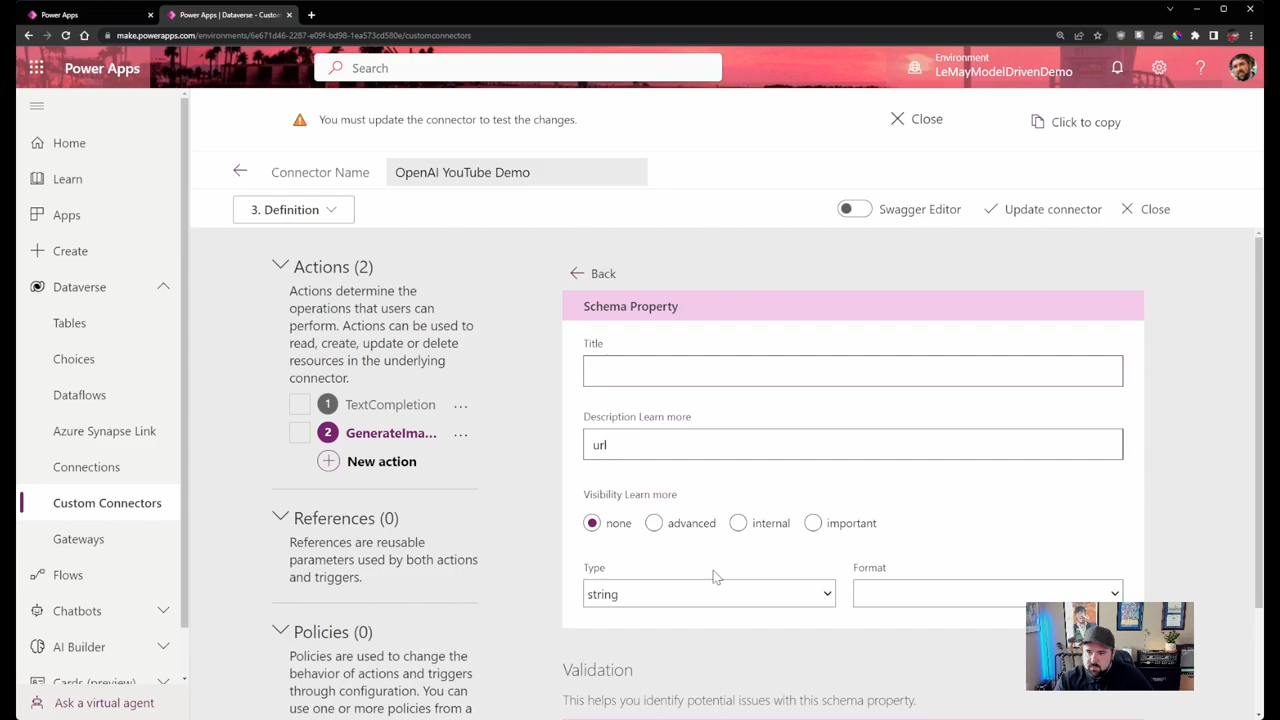 Power Apps
Power Apps | Dataverse - Custom
make.powerapps.com/environments/6e671d46-2287-e09f-bd98-1ea573cd580e/customconnectors
Power Apps
Search
Environment
LeMayModelDrivenDemo
You must update the connector to test the changes.
Close
Click to copy
Connector Name
OpenAI YouTube Demo
3. Definition
Swagger Editor
Update connector
Close
Home
Learn
Apps
Create
Dataverse
Tables
Choices
Dataflows
Azure Synapse Link
Connections
Custom Connectors
Gateways
Flows
Chatbots
AI Builder
Cards (preview)
Ask a virtual agent
Actions (2)
Actions determine the
operations that users can
perform. Actions can be used to
read, create, update or delete
resources in the underlying
connector.
1 TextCompletion ...
2 GenerateIma... ...
New action
References (0)
References are reusable
parameters used by both actions
and triggers.
Policies (0)
Policies are used to change the
behavior of actions and triggers
through configuration. You can
use one or more policies from a
Back
Schema Property
Title
Description Learn more
url
Visibility Learn more
none advanced internal important
Type
Format
string
Validation
This helps you identify potential issues with this schema property.